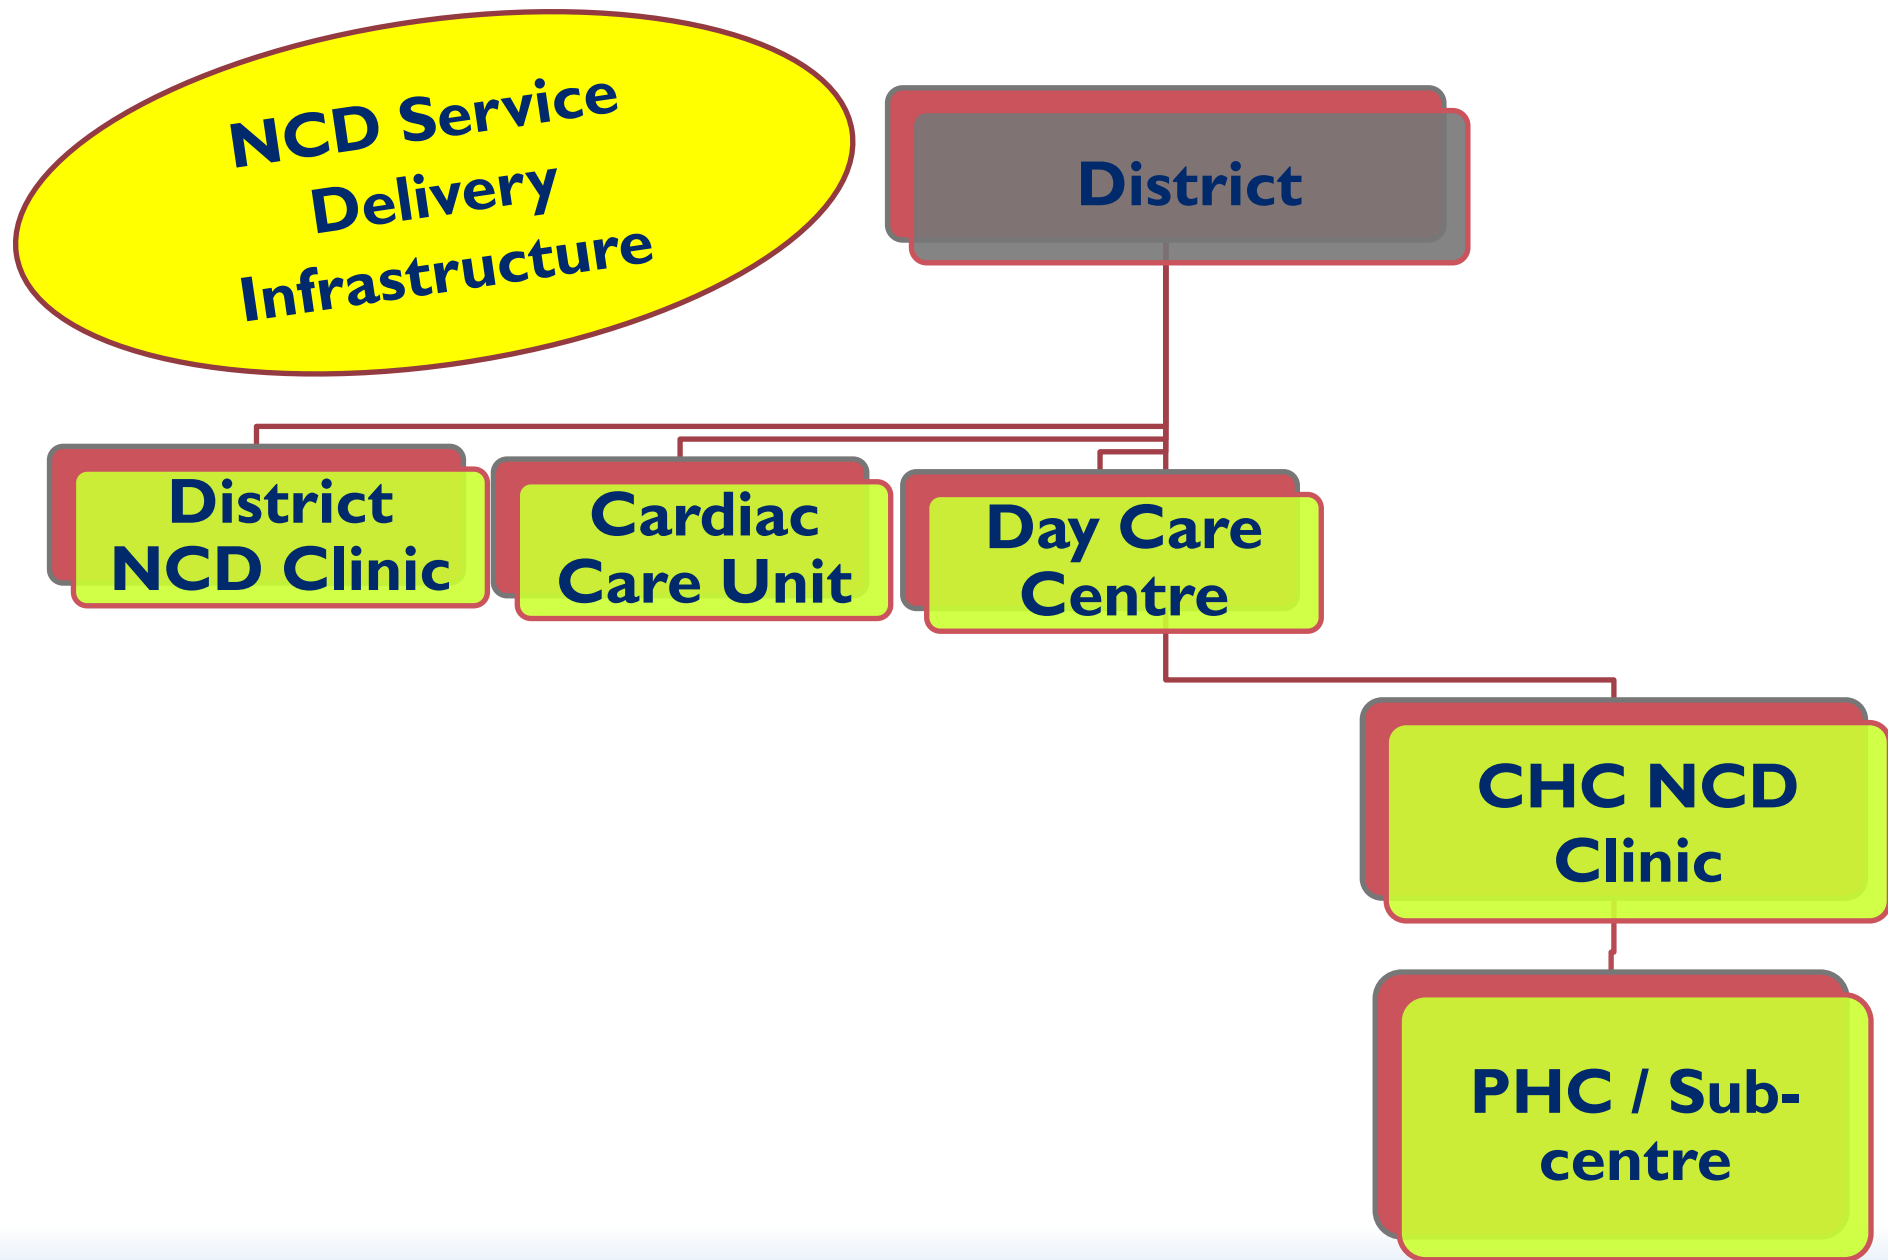 NCD Service
Delivery
Infrastructure
District
District
NCD Clinic
Cardiac
Care Unit
Day Care
Centre
CHC NCD
Clinic
PHC / Sub-
centre